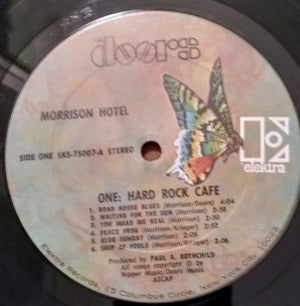 the doors
MORRISON HOTEL
SIDE ONE EKS-75007-A STEREO
E
elektra
ONE: HARD ROCK CAFE
1. ROAD HOUSE BLUES (Morrison/Doors) 4:04
2. WAITING FOR THE SUN (Morrison) 3:58
3. YOU MAKE ME REAL (Morrison) 2:50
4. PEACE FROG (Morrison/Krieger) 2:52
5. BLUE SUNDAY (Morrison) 2:08
6. SHIP OF FOOLS (Morrison/Krieger) 3:06
Produced by PAUL A. ROTHCHILD
All songs copyright © by
Nipper Music/Doors Music
ASCAP
Elektra Records, 15 Columbus Circle, New York City 10023